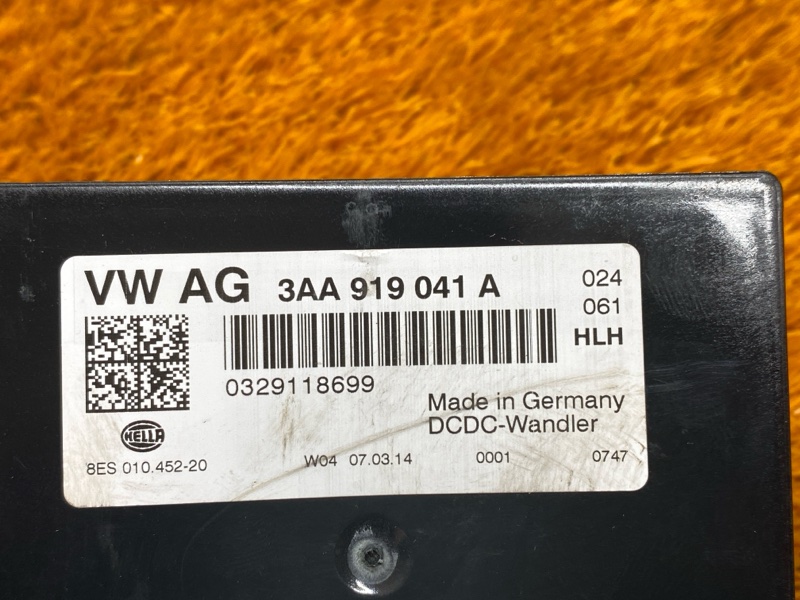 VW AG 3AA 919 041 A 024
061
HLH
0329118699
Made in Germany
DCDC-Wandler
HELLA
8ES 010.452-20 W04 07.03.14 0001 0747